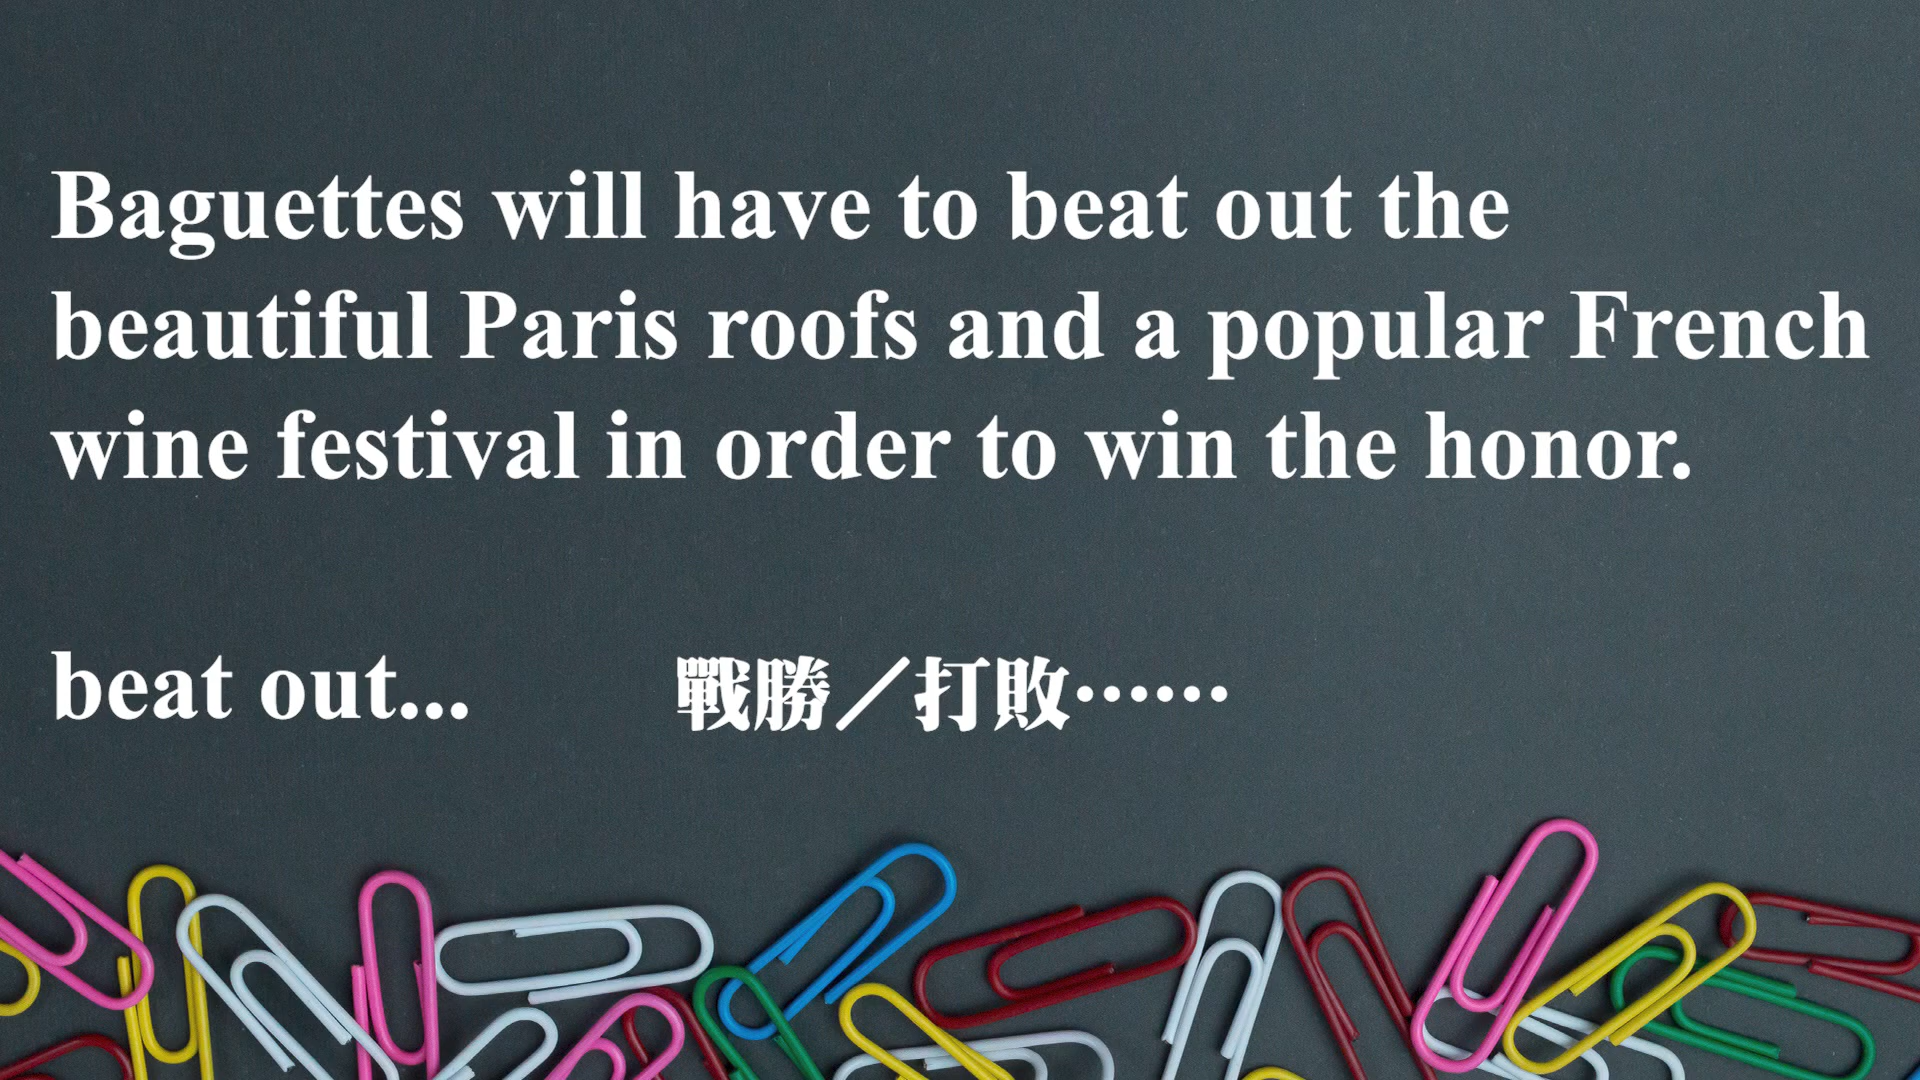 Baguettes will have to beat out the
beautiful Paris roofs and a popular French
wine festival in order to win the honor.
beat out... 戰勝／打敗⋯⋯